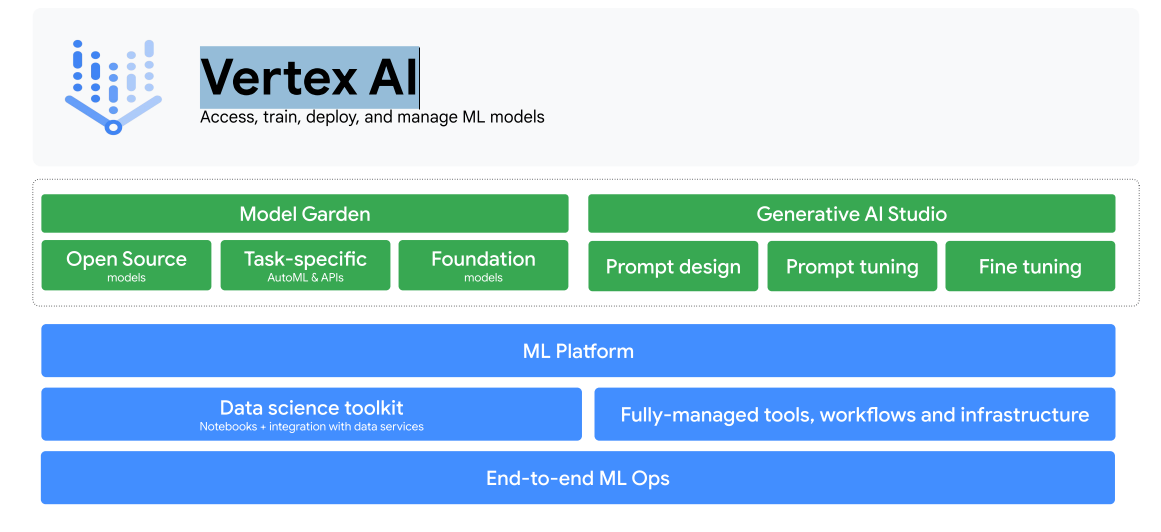 Vertex AI
Access, train, deploy, and manage ML models
Model Garden
Open Source
models
Task-specific
AutoML & APIs
Foundation
models
Generative AI Studio
Prompt design
Prompt tuning
Fine tuning
ML Platform
Data science toolkit
Notebooks + integration with data services
Fully-managed tools, workflows and infrastructure
End-to-end ML Ops